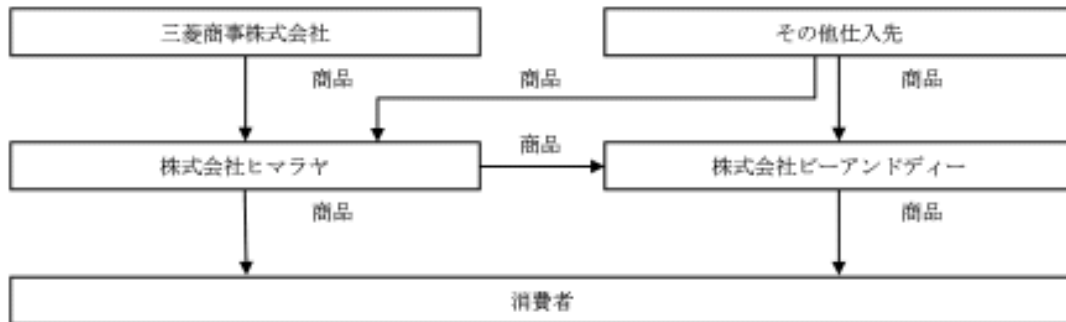 三菱商事株式会社
その他仕入先
商品
商品
商品
商品
株式会社ヒマラヤ
株式会社ビーアンドディー
商品
商品
消費者